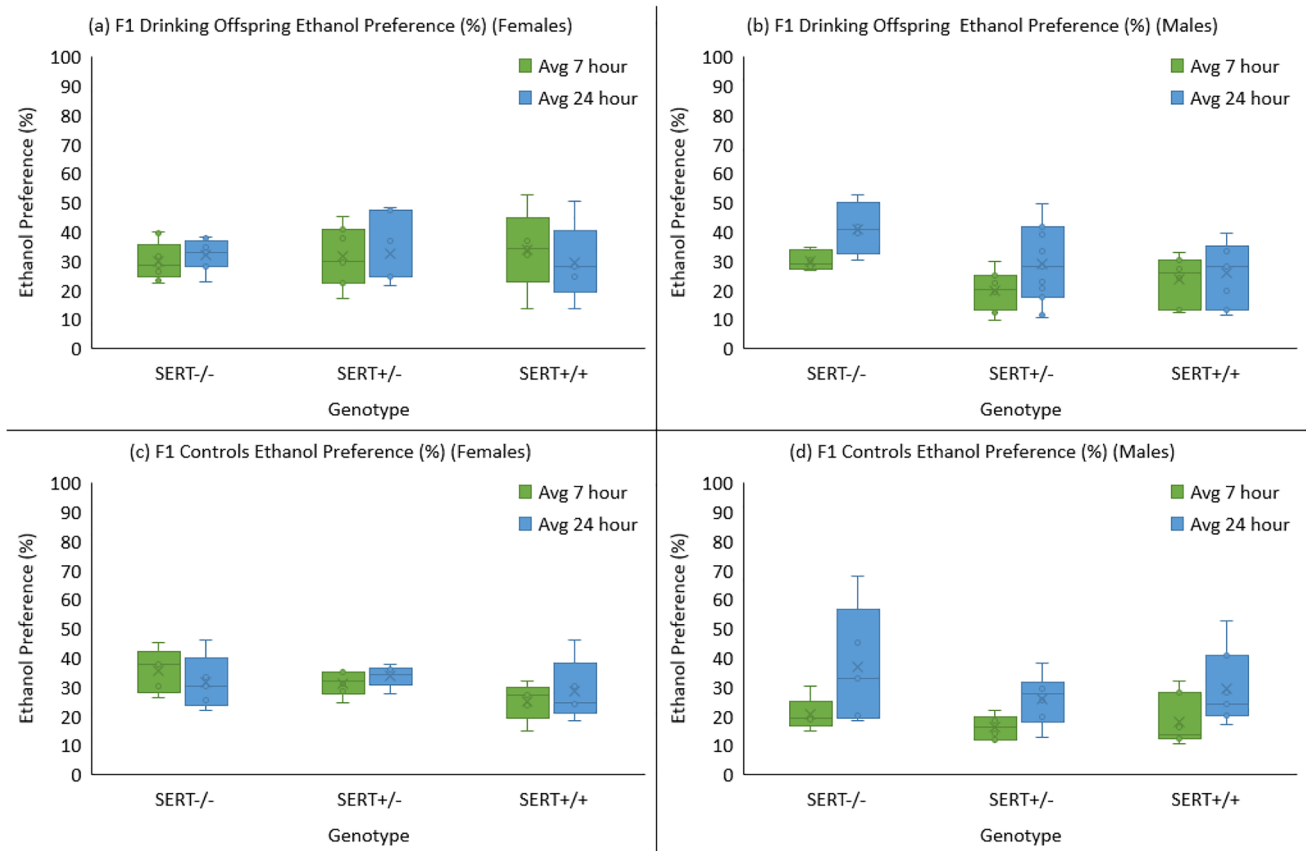 (a) F1 Drinking Offspring Ethanol Preference (%) (Females)
100
90
80
70
60
50
40
30
20
10
0
Ethanol Preference (%)
Avg 7 hour
Avg 24 hour
SERT-/-
SERT+/-
SERT+/+
Genotype
(b) F1 Drinking Offspring Ethanol Preference (%) (Males)
100
90
80
70
60
50
40
30
20
10
0
Ethanol Preference (%)
Avg 7 hour
Avg 24 hour
SERT-/-
SERT+/-
SERT+/+
Genotype
(c) F1 Controls Ethanol Preference (%) (Females)
100
90
80
70
60
50
40
30
20
10
0
Ethanol Preference (%)
Avg 7 hour
Avg 24 hour
SERT-/-
SERT+/-
SERT+/+
Genotype
(d) F1 Controls Ethanol Preference (%) (Males)
100
90
80
70
60
50
40
30
20
10
0
Ethanol Preference (%)
Avg 7 hour
Avg 24 hour
SERT-/-
SERT+/-
SERT+/+
Genotype